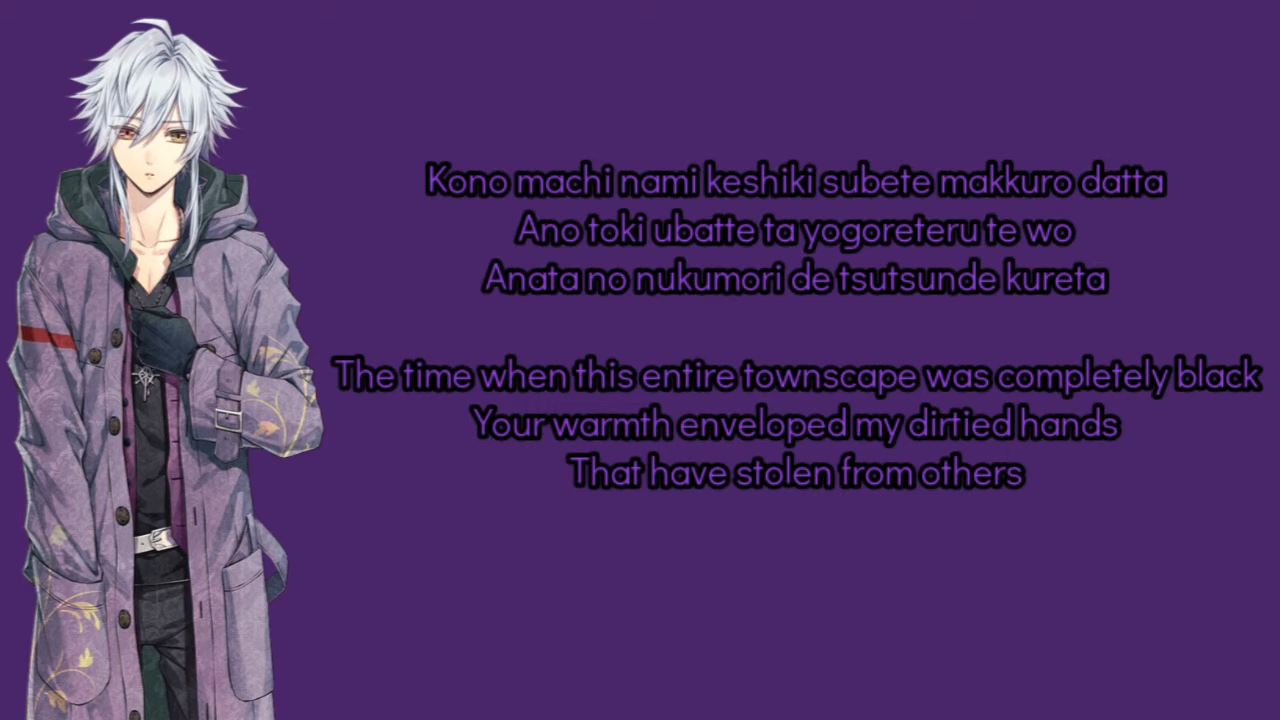 Kono machi nami keshiki subete makkuro datta
Ano toki ubatte ta yogoreteru te wo
Anata no nukumori de tsutsunde kureta
The time when this entire townscape was completely black
Your warmth enveloped my dirtied hands
That have stolen from others